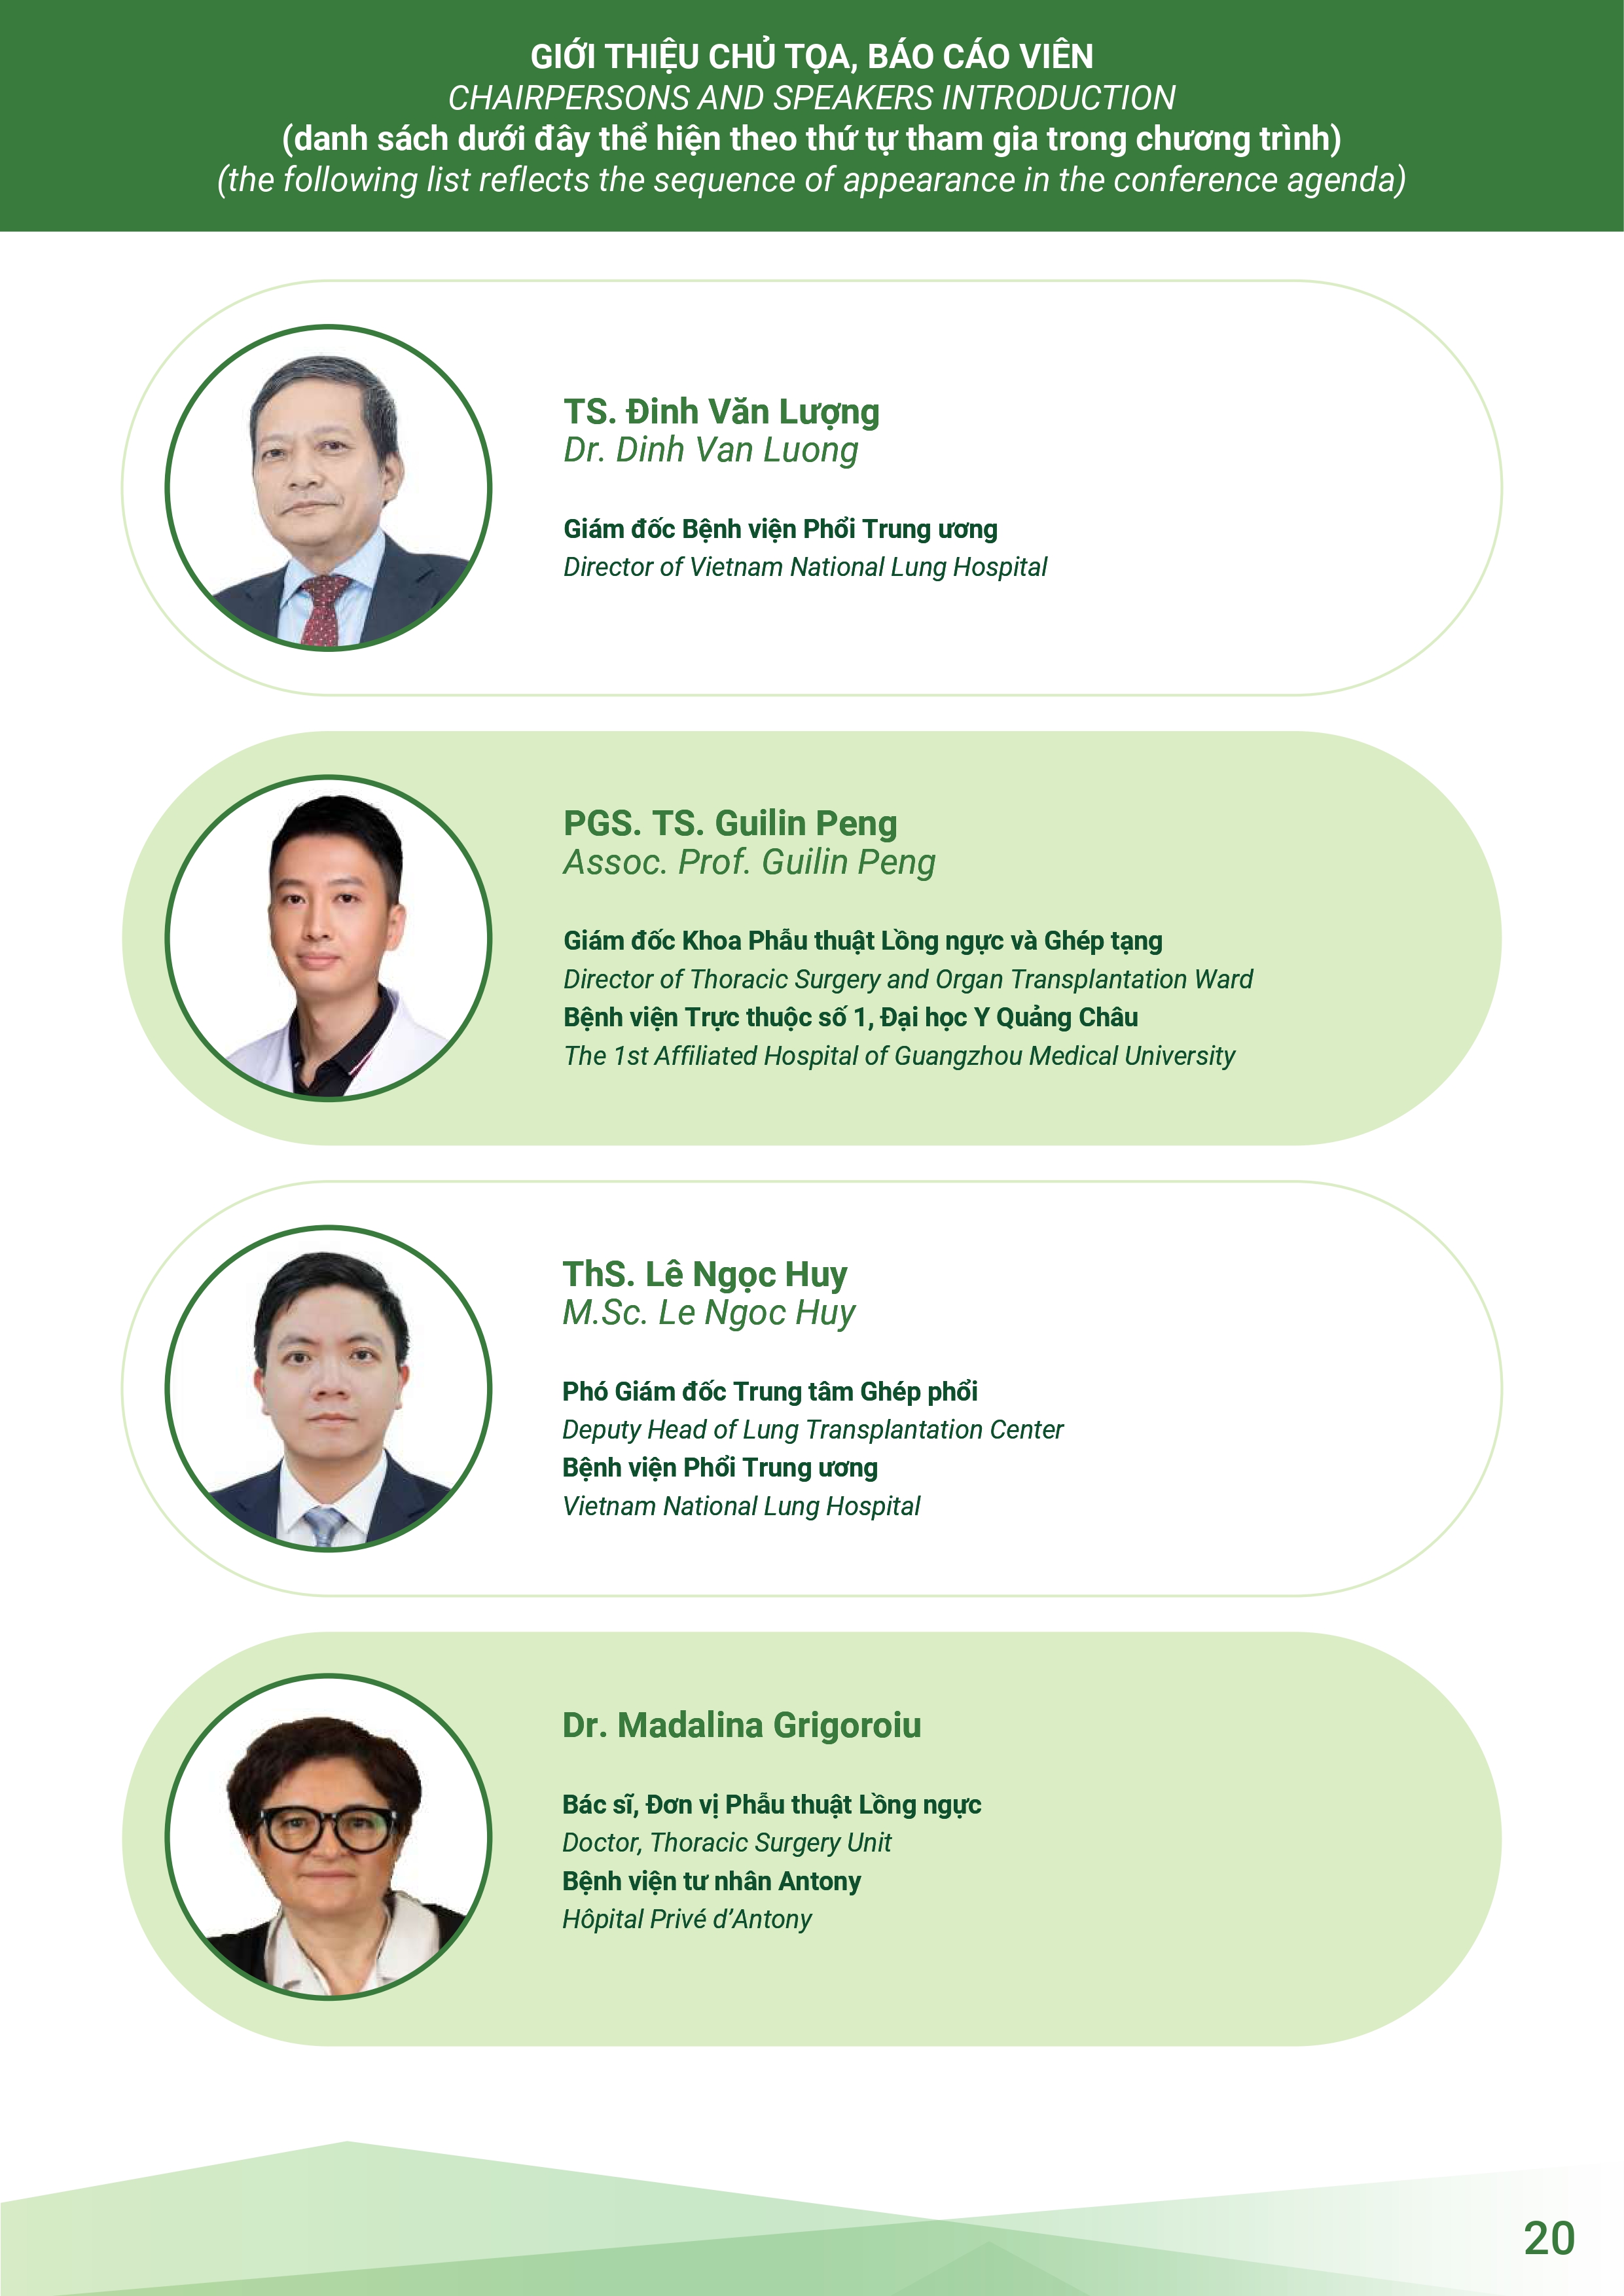 GIỚI THIỆU CHỦ TỌA, BÁO CÁO VIÊN
CHAIRPERSONS AND SPEAKERS INTRODUCTION
(danh sách dưới đây thể hiện theo thứ tự tham gia trong chương trình)
(the following list reflects the sequence of appearance in the conference agenda)
TS. Đinh Văn Lượng
Dr. Dinh Van Luong
Giám đốc Bệnh viện Phổi Trung ương
Director of Vietnam National Lung Hospital
PGS. TS. Guilin Peng
Assoc. Prof. Guilin Peng
Giám đốc Khoa Phẫu thuật Lồng ngực và Ghép tạng
Director of Thoracic Surgery and Organ Transplantation Ward
Bệnh viện Trực thuộc số 1, Đại học Y Quảng Châu
The 1st Affiliated Hospital of Guangzhou Medical University
ThS. Lê Ngọc Huy
M.Sc. Le Ngoc Huy
Phó Giám đốc Trung tâm Ghép phổi
Deputy Head of Lung Transplantation Center
Bệnh viện Phổi Trung ương
Vietnam National Lung Hospital
Dr. Madalina Grigoroiu
Bác sĩ, Đơn vị Phẫu thuật Lồng ngực
Doctor, Thoracic Surgery Unit
Bệnh viện tư nhân Antony
Hôpital Privé d’Antony
20